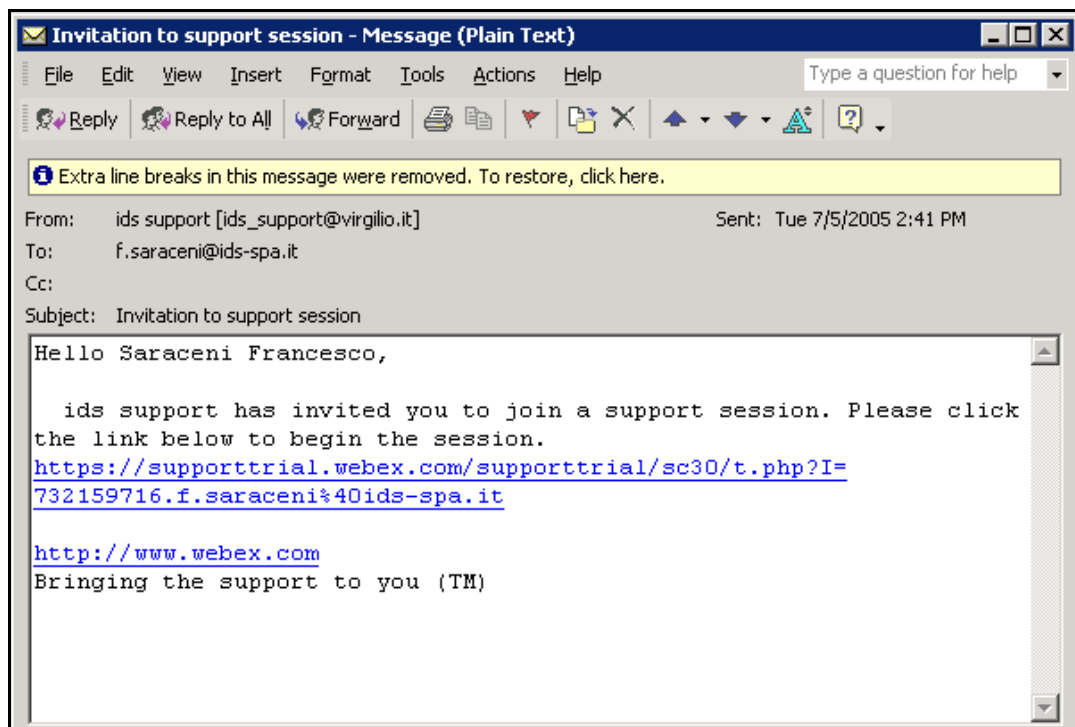 Invitation to support session - Message (Plain Text)
File Edit View Insert Format Tools Actions Help Type a question for help
Reply Reply to All Forward
Extra line breaks in this message were removed. To restore, click here.
From: ids support [ids_support@virgilio.it] Sent: Tue 7/5/2005 2:41 PM
To: f.saraceni@ids-spa.it
Cc:
Subject: Invitation to support session
Hello Saraceni Francesco,
ids support has invited you to join a support session. Please click
the link below to begin the session.
https://supporttrial.webex.com/supporttrial/sc30/t.php?I=
732159716.f.saraceni%40ids-spa.it
http://www.webex.com
Bringing the support to you (TM)